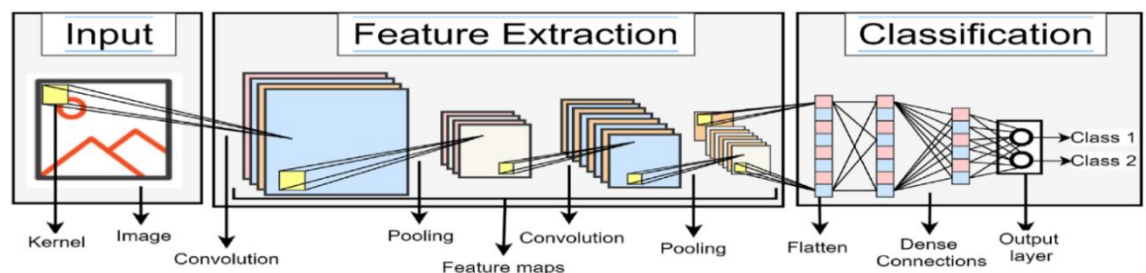 Input
Feature Extraction
Classification
Class 1
Class 2
Kernel
Image
Convolution
Pooling
Feature maps
Convolution
Pooling
Flatten
Dense
Connections
Output
layer